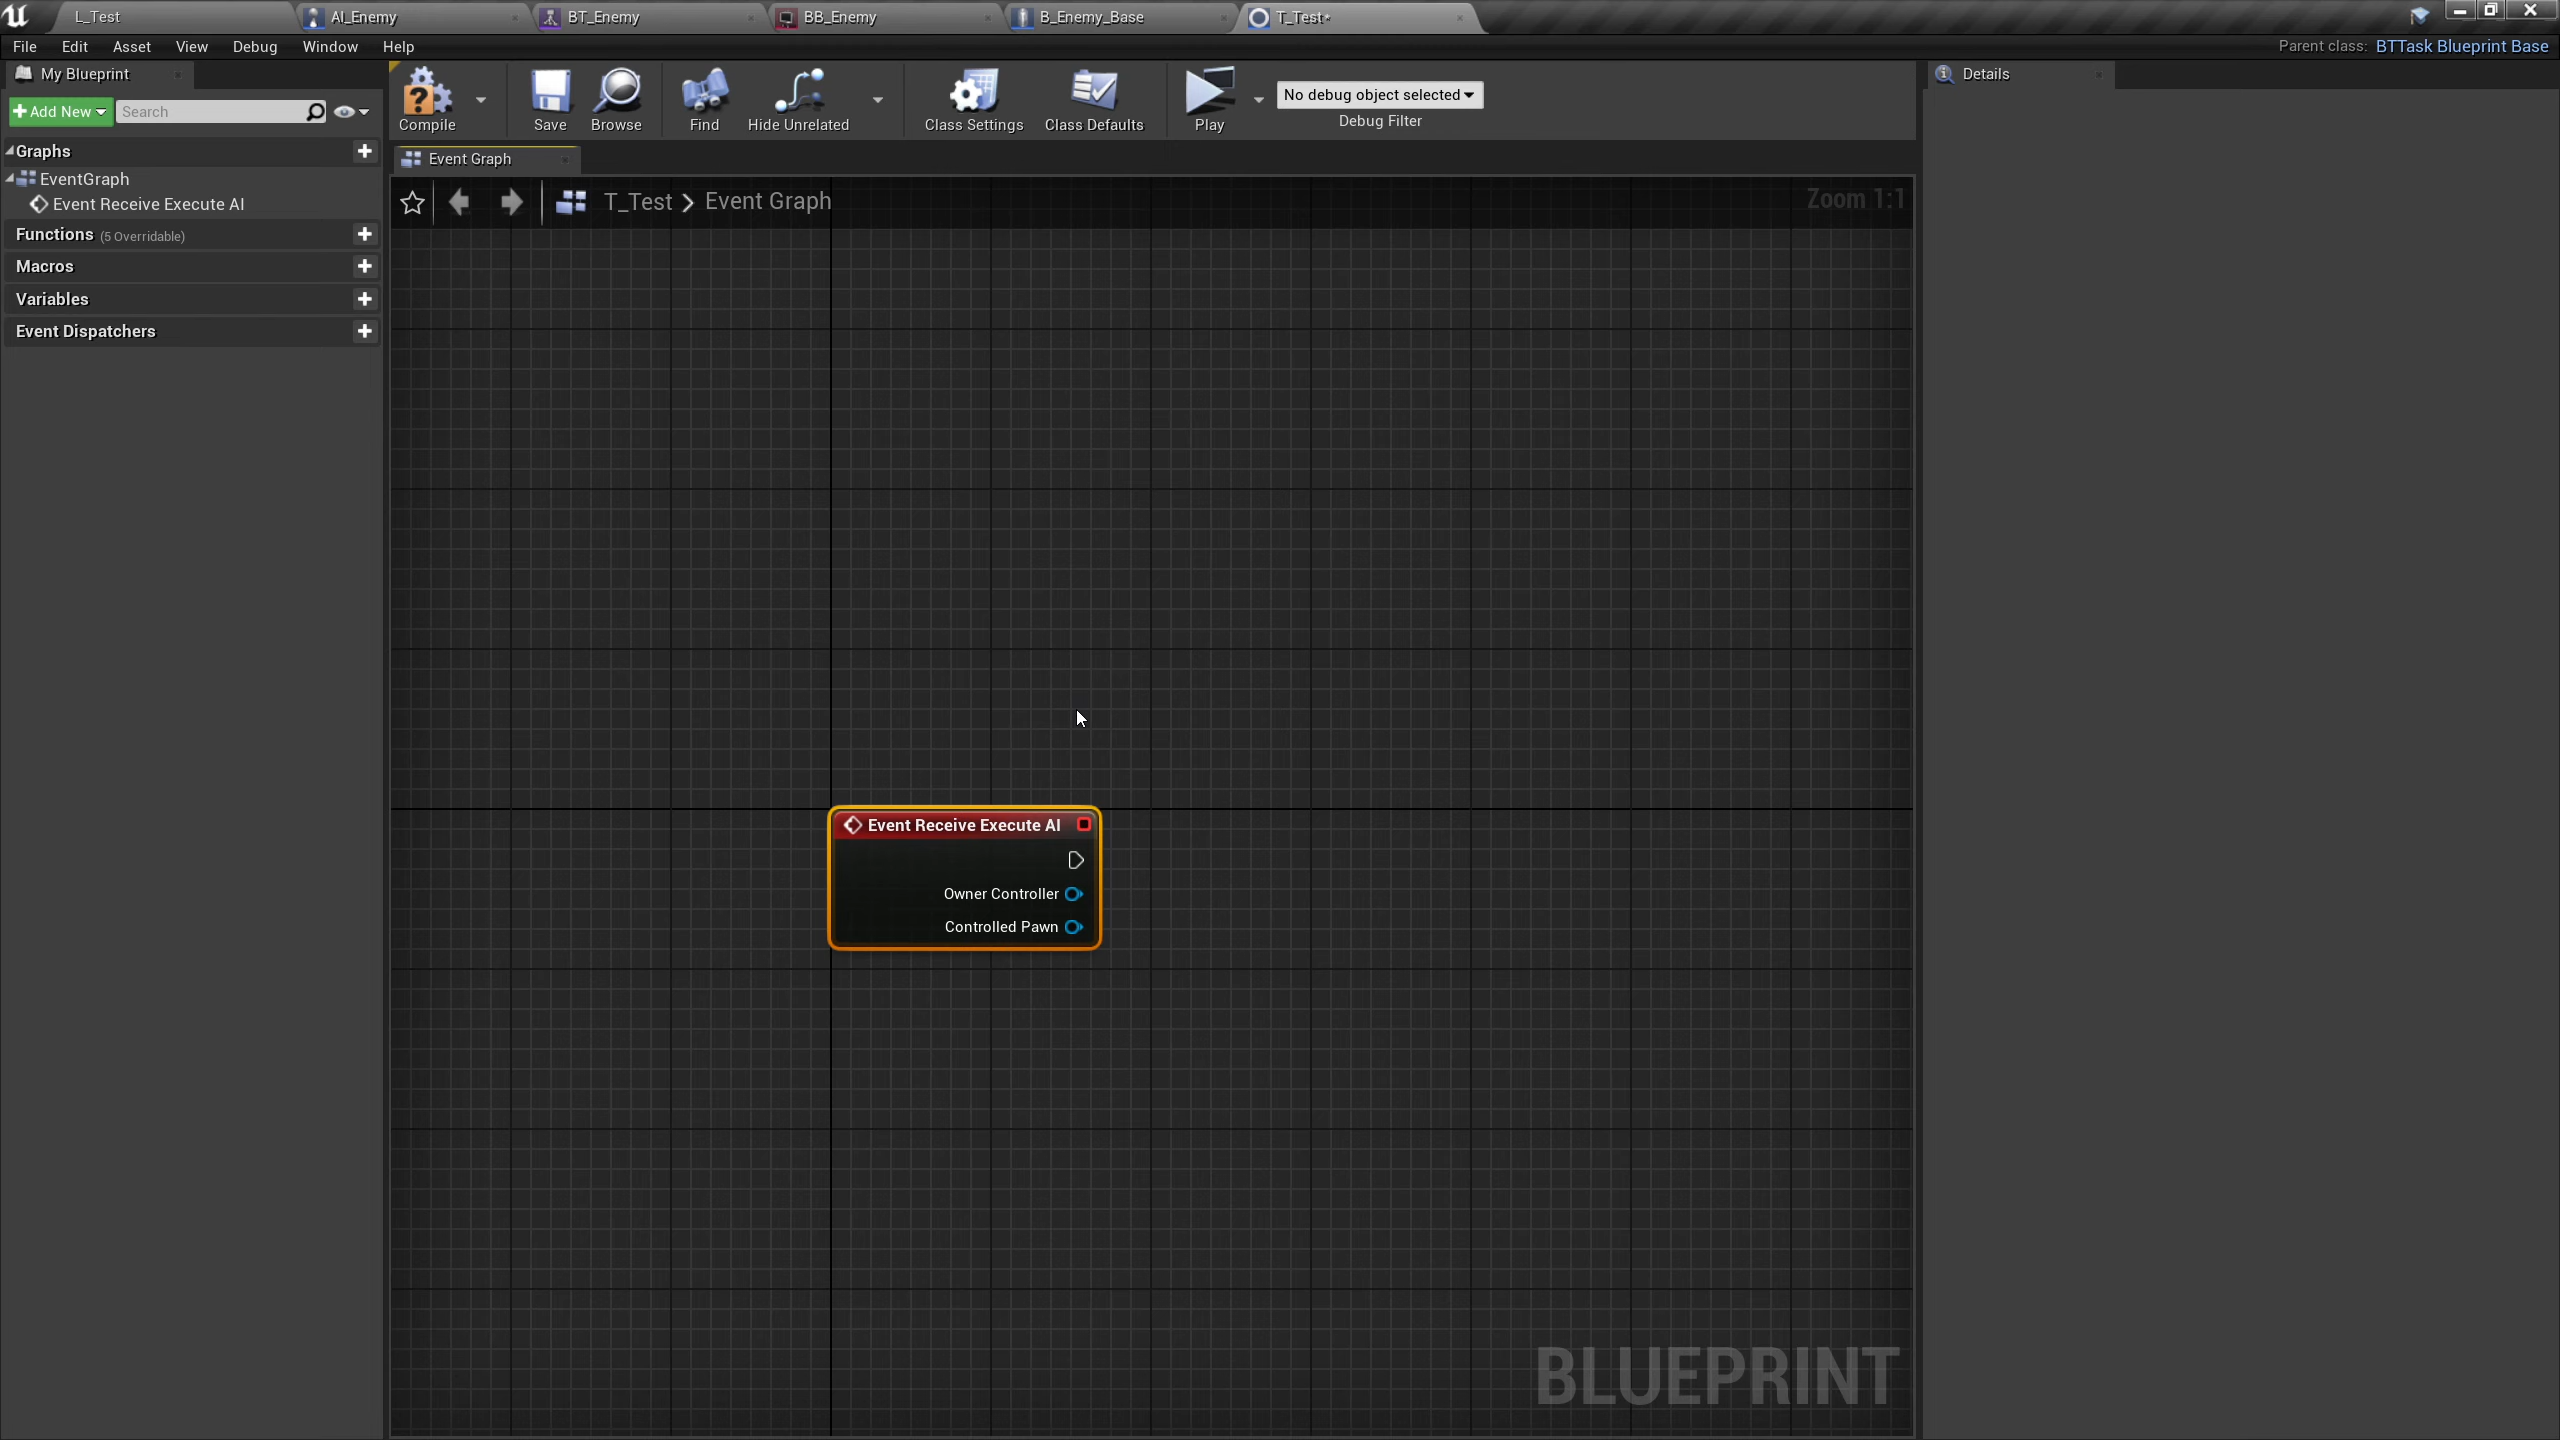 L_Test
AI_Enemy
BT_Enemy
BB_Enemy
B_Enemy_Base
T_Test*
File Edit Asset View Debug Window Help
Parent class: BTTask Blueprint Base
My Blueprint
Add New
Search
Graphs
EventGraph
Event Receive Execute AI
Functions (5 Overridable)
Macros
Variables
Event Dispatchers
Compile
Save
Browse
Find
Hide Unrelated
Class Settings
Class Defaults
Play
No debug object selected
Debug Filter
Event Graph
T_Test > Event Graph
Zoom 1:1
Event Receive Execute AI
Owner Controller
Controlled Pawn
BLUEPRINT
Details